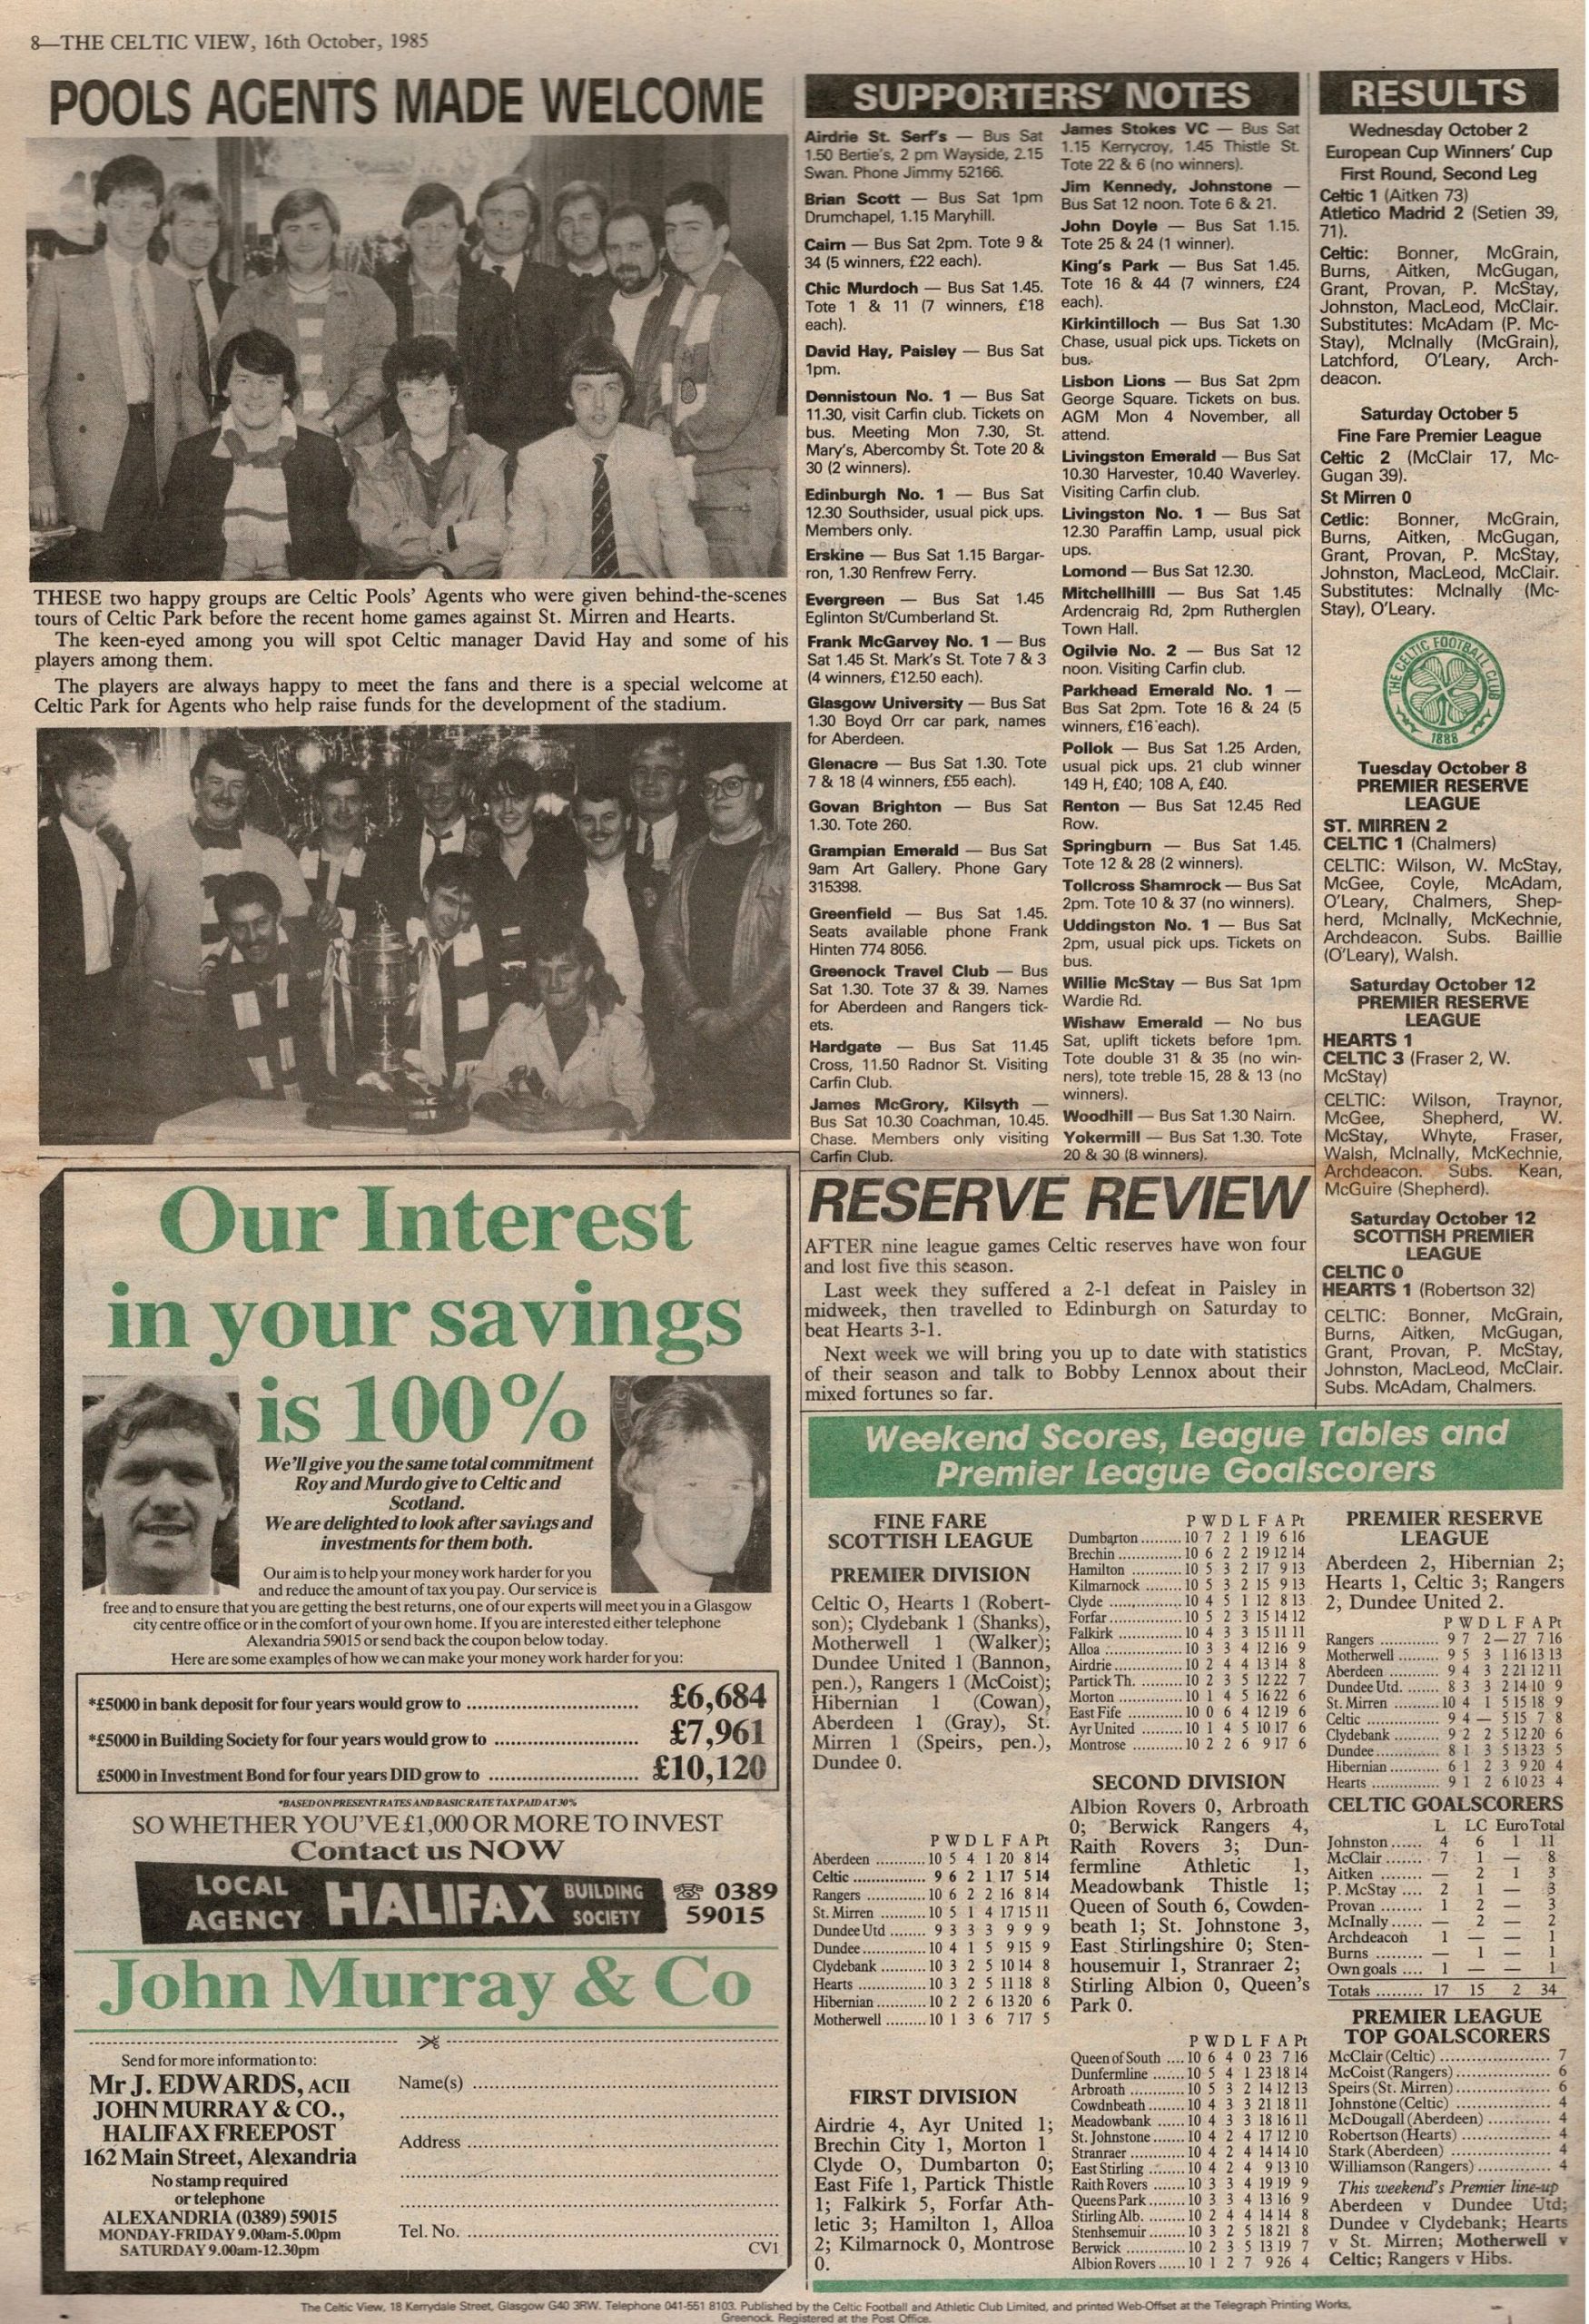 8—THE CELTIC VIEW, 16th October, 1985
POOLS AGENTS MADE WELCOME
THESE two happy groups are Celtic Pools' Agents who were given behind-the-scenes
tours of Celtic Park before the recent home games against St. Mirren and Hearts.
The keen-eyed among you will spot Celtic manager David Hay and some of his
players among them.
The players are always happy to meet the fans and there is a special welcome at
Celtic Park for Agents who help raise funds for the development of the stadium.
Our Interest
in your savings
is 100%
We'll give you the same total commitment
Roy and Murdo give to Celtic and
Scotland.
We are delighted to look after savings and
investments for them both.
Our aim is to help your money work harder for you
and reduce the amount of tax you pay. Our service is
free and to ensure that you are getting the best returns, one of our experts will meet you in a Glasgow
city centre office or in the comfort of your own home. If you are interested either telephone
Alexandria 59015 or send back the coupon below today.
Here are some examples of how we can make your money work harder for you:
*£5000 in bank deposit for four years would grow to .......... £6,684
*£5000 in Building Society for four years would grow to .......... £7,961
£5000 in Investment Bond for four years DID grow to .......... £10,120
*BASED ON PRESENT RATES AND BASIC RATE TAX PAID AT 30%
SO WHETHER YOU'VE £1,000 OR MORE TO INVEST
Contact us NOW
LOCAL AGENCY HALIFAX BUILDING SOCIETY ☎ 0389 59015
John Murray & Co
Send for more information to:
Mr J. EDWARDS, ACII
JOHN MURRAY & CO.,
HALIFAX FREEPOST
162 Main Street, Alexandria
No stamp required
or telephone
ALEXANDRIA (0389) 59015
MONDAY-FRIDAY 9.00am-5.00pm
SATURDAY 9.00am-12.30pm
Name(s) ..........
Address ..........
Tel. No. ..........
CV1
SUPPORTERS' NOTES
Airdrie St. Serf's — Bus Sat
1.50 Bertie's, 2 pm Wayside, 2.15
Swan. Phone Jimmy 52166.
Brian Scott — Bus Sat 1pm
Drumchapel, 1.15 Maryhill.
Cairn — Bus Sat 2pm. Tote 9 &
34 (5 winners, £22 each).
Chic Murdoch — Bus Sat 1.45.
Tote 1 & 11 (7 winners, £18
each).
David Hay, Paisley — Bus Sat
1pm.
Dennistoun No. 1 — Bus Sat
11.30, visit Carfin club. Tickets on
bus. Meeting Mon 7.30, St.
Mary's, Abercomby St. Tote 20 &
30 (2 winners).
Edinburgh No. 1 — Bus Sat
12.30 Southsider, usual pick ups.
Members only.
Erskine — Bus Sat 1.15 Bargar-
ron, 1.30 Renfrew Ferry.
Evergreen — Bus Sat 1.45
Eglinton St/Cumberland St.
Frank McGarvey No. 1 — Bus
Sat 1.45 St. Mark's St. Tote 7 & 3
(4 winners, £12.50 each).
Glasgow University — Bus Sat
1.30 Boyd Orr car park, names
for Aberdeen.
Glenacre — Bus Sat 1.30. Tote
7 & 18 (4 winners, £55 each).
Govan Brighton — Bus Sat
1.30. Tote 260.
Grampian Emerald — Bus Sat
9am Art Gallery. Phone Gary
315398.
Greenfield — Bus Sat 1.45.
Seats available phone Frank
Hinten 774 8056.
Greenock Travel Club — Bus
Sat 1.30. Tote 37 & 39. Names
for Aberdeen and Rangers tick-
ets.
Hardgate — Bus Sat 11.45
Cross, 11.50 Radnor St. Visiting
Carfin Club.
James McGrory, Kilsyth —
Bus Sat 10.30 Coachman, 10.45.
Chase. Members only visiting
Carfin Club.
James Stokes VC — Bus Sat
1.15 Kerrycroy, 1.45 Thistle St.
Tote 22 & 6 (no winners).
Jim Kennedy, Johnstone —
Bus Sat 12 noon. Tote 6 & 21.
John Doyle — Bus Sat 1.15.
Tote 25 & 24 (1 winner).
King's Park — Bus Sat 1.45.
Tote 16 & 44 (7 winners, £24
each).
Kirkintilloch — Bus Sat 1.30
Chase, usual pick ups. Tickets on
bus.
Lisbon Lions — Bus Sat 2pm
George Square. Tickets on bus.
AGM Mon 4 November, all
attend.
Livingston Emerald — Bus Sat
10.30 Harvester, 10.40 Waverley.
Visiting Carfin club.
Livingston No. 1 — Bus Sat
12.30 Paraffin Lamp, usual pick
ups.
Lomond — Bus Sat 12.30.
Mitchellhilll — Bus Sat 1.45
Ardencraig Rd, 2pm Rutherglen
Town Hall.
Ogilvie No. 2 — Bus Sat 12
noon. Visiting Carfin club.
Parkhead Emerald No. 1 —
Bus Sat 2pm. Tote 16 & 24 (5
winners, £16 each).
Pollok — Bus Sat 1.25 Arden,
usual pick ups. 21 club winner
149 H, £40; 108 A, £40.
Renton — Bus Sat 12.45 Red
Row.
Springburn — Bus Sat 1.45.
Tote 12 & 28 (2 winners).
Tollcross Shamrock — Bus Sat
2pm. Tote 10 & 37 (no winners).
Uddingston No. 1 — Bus Sat
2pm, usual pick ups. Tickets on
bus.
Willie McStay — Bus Sat 1pm
Wardie Rd.
Wishaw Emerald — No bus
Sat, uplift tickets before 1pm.
Tote double 31 & 35 (no win-
ners), tote treble 15, 28 & 13 (no
winners).
Woodhill — Bus Sat 1.30 Nairn.
Yokermill — Bus Sat 1.30. Tote
20 & 30 (8 winners).
RESERVE REVIEW
AFTER nine league games Celtic reserves have won four
and lost five this season.
Last week they suffered a 2-1 defeat in Paisley in
midweek, then travelled to Edinburgh on Saturday to
beat Hearts 3-1.
Next week we will bring you up to date with statistics
of their season and talk to Bobby Lennox about their
mixed fortunes so far.
RESULTS
Wednesday October 2
European Cup Winners' Cup
First Round, Second Leg
Celtic 1 (Aitken 73)
Atletico Madrid 2 (Setien 39,
71).
Celtic: Bonner, McGrain,
Burns, Aitken, McGugan,
Grant, Provan, P. McStay,
Johnston, MacLeod, McClair.
Substitutes: McAdam (P. Mc-
Stay), McInally (McGrain),
Latchford, O'Leary, Arch-
deacon.
Saturday October 5
Fine Fare Premier League
Celtic 2 (McClair 17, Mc-
Gugan 39).
St Mirren 0
Cetlic: Bonner, McGrain,
Burns, Aitken, McGugan,
Grant, Provan, P. McStay,
Johnston, MacLeod, McClair.
Substitutes: McInally (Mc-
Stay), O'Leary.
THE CELTIC FOOTBALL CLUB
1888
Tuesday October 8
PREMIER RESERVE
LEAGUE
ST. MIRREN 2
CELTIC 1 (Chalmers)
CELTIC: Wilson, W. McStay,
McGee, Coyle, McAdam,
O'Leary, Chalmers, Shep-
herd, McInally, McKechnie,
Archdeacon. Subs. Baillie
(O'Leary), Walsh.
Saturday October 12
PREMIER RESERVE
LEAGUE
HEARTS 1
CELTIC 3 (Fraser 2, W.
McStay)
CELTIC: Wilson, Traynor,
McGee, Shepherd, W.
McStay, Whyte, Fraser,
Walsh, McInally, McKechnie,
Archdeacon. Subs. Kean,
McGuire (Shepherd).
Saturday October 12
SCOTTISH PREMIER
LEAGUE
CELTIC 0
HEARTS 1 (Robertson 32)
CELTIC: Bonner, McGrain,
Burns, Aitken, McGugan,
Grant, Provan, P. McStay,
Johnston, MacLeod, McClair.
Subs. McAdam, Chalmers.
Weekend Scores, League Tables and
Premier League Goalscorers
FINE FARE
SCOTTISH LEAGUE
PREMIER DIVISION
Celtic O, Hearts 1 (Robert-
son); Clydebank 1 (Shanks),
Motherwell 1 (Walker);
Dundee United 1 (Bannon,
pen.), Rangers 1 (McCoist);
Hibernian 1 (Cowan),
Aberdeen 1 (Gray), St.
Mirren 1 (Speirs, pen.),
Dundee 0.
P W D L F A Pt
Aberdeen .......... 10 5 4 1 20 8 14
Celtic .......... 9 6 2 1 17 5 14
Rangers .......... 10 6 2 2 16 8 14
St. Mirren .......... 10 5 1 4 17 15 11
Dundee Utd .......... 9 3 3 3 9 9 9
Dundee .......... 10 4 1 5 9 15 9
Clydebank .......... 10 3 2 5 10 14 8
Hearts .......... 10 3 2 5 11 18 8
Hibernian .......... 10 2 2 6 13 20 6
Motherwell .......... 10 1 3 6 7 17 5
FIRST DIVISION
Airdrie 4, Ayr United 1;
Brechin City 1, Morton 1
Clyde O, Dumbarton 0;
East Fife 1, Partick Thistle
1; Falkirk 5, Forfar Ath-
letic 3; Hamilton 1, Alloa
2; Kilmarnock 0, Montrose
0.
P W D L F A Pt
Dumbarton .......... 10 7 2 1 19 6 16
Brechin .......... 10 6 2 2 19 12 14
Hamilton .......... 10 5 3 2 17 9 13
Kilmarnock .......... 10 5 3 2 15 9 13
Clyde .......... 10 4 5 1 12 8 13
Forfar .......... 10 5 2 3 15 14 12
Falkirk .......... 10 4 3 3 15 11 11
Alloa .......... 10 3 3 4 12 16 9
Airdrie .......... 10 2 4 4 13 14 8
Partick Th. .......... 10 2 3 5 12 22 7
Morton .......... 10 1 4 5 16 22 6
East Fife .......... 10 0 6 4 12 19 6
Ayr United .......... 10 1 4 5 10 17 6
Montrose .......... 10 2 2 6 9 17 6
SECOND DIVISION
Albion Rovers 0, Arbroath
0; Berwick Rangers 4,
Raith Rovers 3; Dun-
fermline Athletic 1,
Meadowbank Thistle 1;
Queen of South 6, Cowden-
beath 1; St. Johnstone 3,
East Stirlingshire 0; Sten-
housemuir 1, Stranraer 2;
Stirling Albion 0, Queen's
Park 0.
P W D L F A Pt
Queen of South .... 10 6 4 0 23 7 16
Dunfermline ....... 10 5 4 1 23 18 14
Arbroath .......... 10 5 3 2 14 12 13
Cowdnbeath ........ 10 4 3 3 21 18 11
Meadowbank ...... 10 4 3 3 18 16 11
St. Johnstone ....... 10 4 2 4 17 12 10
Stranraer .......... 10 4 2 4 14 14 10
East Stirling ........ 10 4 2 4 9 13 10
Raith Rovers ...... 10 3 3 4 19 19 9
Queens Park ........ 10 3 3 4 13 16 9
Stirling Alb. ........ 10 2 4 4 14 14 8
Stenhsemuir ........ 10 3 2 5 18 21 8
Berwick .......... 10 2 3 5 13 19 7
Albion Rovers ...... 10 1 2 7 9 26 4
PREMIER RESERVE
LEAGUE
Aberdeen 2, Hibernian 2;
Hearts 1, Celtic 3; Rangers
2; Dundee United 2.
P W D L F A Pt
Rangers .......... 9 7 2 — 27 7 16
Motherwell ......... 9 5 3 1 16 13 13
Aberdeen .......... 9 4 3 2 21 12 11
Dundee Utd. ....... 8 3 3 2 14 10 9
St. Mirren .......... 10 4 1 5 15 18 9
Celtic .......... 9 4 — 5 15 7 8
Clydebank .......... 9 2 2 5 12 20 6
Dundee .......... 8 1 3 5 13 23 5
Hibernian .......... 6 1 2 3 9 20 4
Hearts .......... 9 1 2 6 10 23 4
CELTIC GOALSCORERS
L LC Euro Total
Johnston ...... 4 6 1 11
McClair ....... 7 1 — 8
Aitken ........ — 2 1 3
P. McStay .... 2 1 — 3
Provan ........ 1 2 — 3
McInally ...... — 2 — 2
Archdeacon 1 — — 1
Burns ......... — 1 — 1
Own goals .... 1 — — 1
Totals ......... 17 15 2 34
PREMIER LEAGUE
TOP GOALSCORERS
McClair (Celtic) .......... 7
McCoist (Rangers) .......... 6
Speirs (St. Mirren) .......... 6
Johnstone (Celtic) .......... 4
McDougall (Aberdeen) .......... 4
Robertson (Hearts) .......... 4
Stark (Aberdeen) .......... 4
Williamson (Rangers) .......... 4
This weekend's Premier line-up
Aberdeen v Dundee Utd;
Dundee v Clydebank; Hearts
v St. Mirren; Motherwell v
Celtic; Rangers v Hibs.
The Celtic View, 18 Kerrydale Street, Glasgow G40 3RW. Telephone 041-551 8103. Published by the Celtic Football and Athletic Club Limited, and printed Web-Offset at the Telegraph Printing Works,
Greenock. Registered at the Post Office.